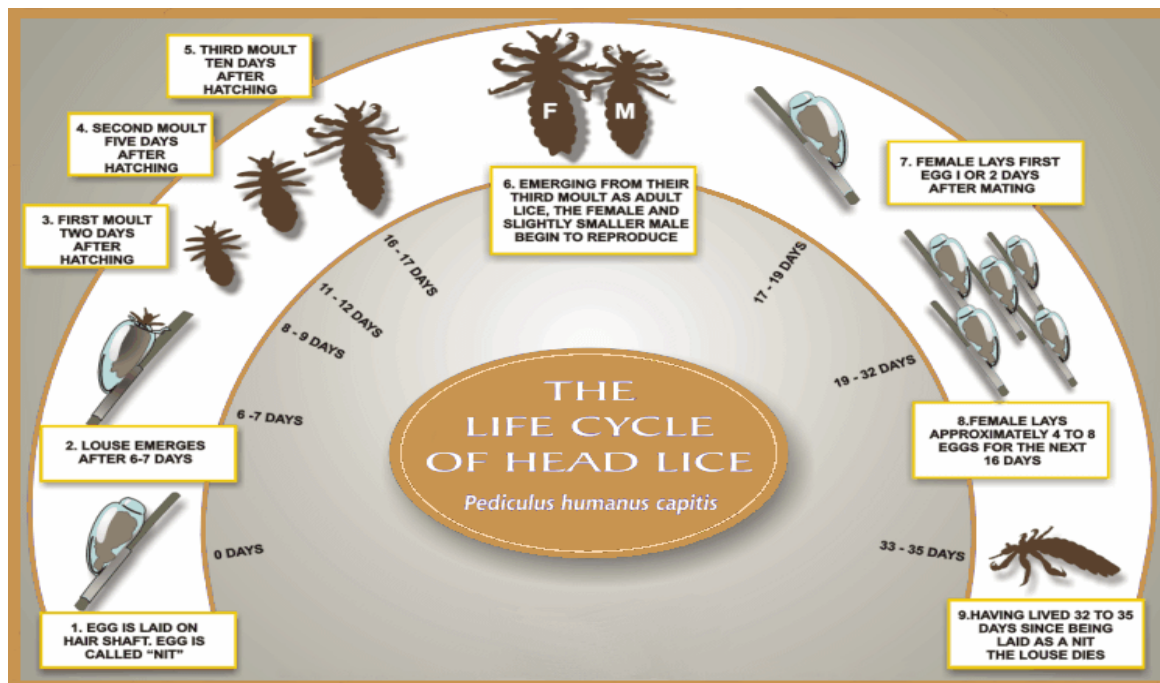 1. EGG IS LAID ON
HAIR SHAFT. EGG IS
CALLED “NIT”
0 DAYS
2. LOUSE EMERGES
AFTER 6-7 DAYS
6 -7 DAYS
3. FIRST MOULT
TWO DAYS
AFTER
HATCHING
8 - 9 DAYS
4. SECOND MOULT
FIVE DAYS
AFTER
HATCHING
11 - 12 DAYS
5. THIRD MOULT
TEN DAYS
AFTER
HATCHING
16 - 17 DAYS
F
M
6. EMERGING FROM THEIR
THIRD MOULT AS ADULT
LICE, THE FEMALE AND
SLIGHTLY SMALLER MALE
BEGIN TO REPRODUCE
7. FEMALE LAYS FIRST
EGG I OR 2 DAYS
AFTER MATING
17 - 19 DAYS
8.FEMALE LAYS
APPROXIMATELY 4 TO 8
EGGS FOR THE NEXT
16 DAYS
19 - 32 DAYS
33 - 35 DAYS
9.HAVING LIVED 32 TO 35
DAYS SINCE BEING
LAID AS A NIT
THE LOUSE DIES
THE
LIFE CYCLE
OF HEAD LICE
Pediculus humanus capitis